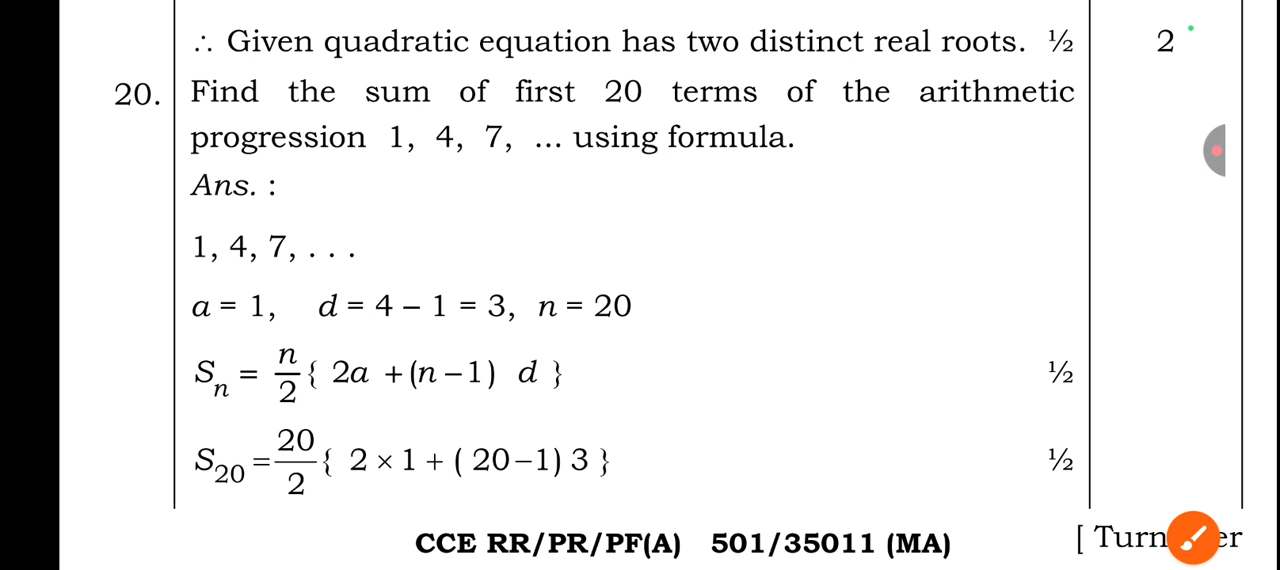 ∴ Given quadratic equation has two distinct real roots. ½ 2
20. Find the sum of first 20 terms of the arithmetic
progression 1, 4, 7, ... using formula.
Ans. :
1, 4, 7, . . .
a = 1, d = 4 – 1 = 3, n = 20
Sₙ = n/2 { 2a + (n – 1) d } ½
S₂₀ = 20/2 { 2 × 1 + ( 20 – 1) 3 } ½
CCE RR/PR/PF(A) 501/35011 (MA) [ Turn